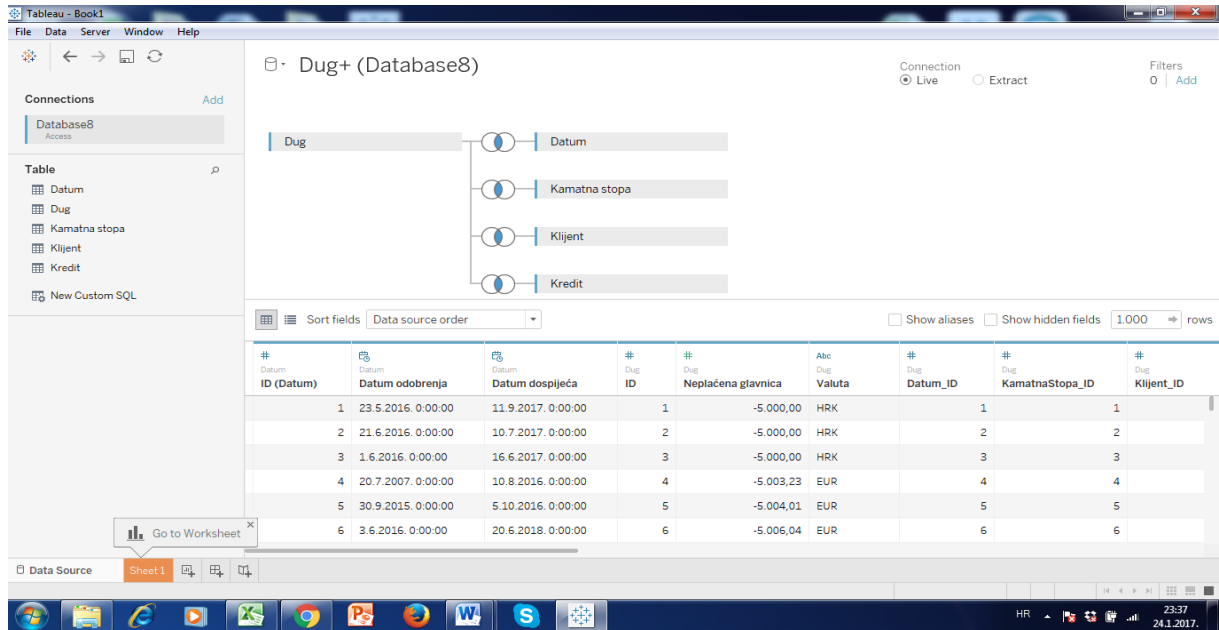 Tableau - Book1
File Data Server Window Help
Dug+ (Database8)
Connection
Live Extract
Filters
0 Add
Connections Add
Database8
Access
Table
Datum
Dug
Kamatna stopa
Klijent
Kredit
New Custom SQL
Dug
Datum
Kamatna stopa
Klijent
Kredit
Sort fields Data source order
Show aliases Show hidden fields 1.000 rows
# # # Abc # # #
Datum Datum Datum Dug Dug Dug Dug Dug Dug
ID (Datum) Datum odobrenja Datum dospijeća ID Neplaćena glavnica Valuta Datum_ID KamatnaStopa_ID Klijent_ID
1 23.5.2016. 0:00:00 11.9.2017. 0:00:00 1 -5.000,00 HRK 1 1
2 21.6.2016. 0:00:00 10.7.2017. 0:00:00 2 -5.000,00 HRK 2 2
3 1.6.2016. 0:00:00 16.6.2017. 0:00:00 3 -5.000,00 HRK 3 3
4 20.7.2007. 0:00:00 10.8.2016. 0:00:00 4 -5.003,23 EUR 4 4
5 30.9.2015. 0:00:00 5.10.2016. 0:00:00 5 -5.004,01 EUR 5 5
6 3.6.2016. 0:00:00 20.6.2018. 0:00:00 6 -5.006,04 EUR 6 6
Go to Worksheet
Data Source Sheet 1
HR 23:37
24.1.2017.